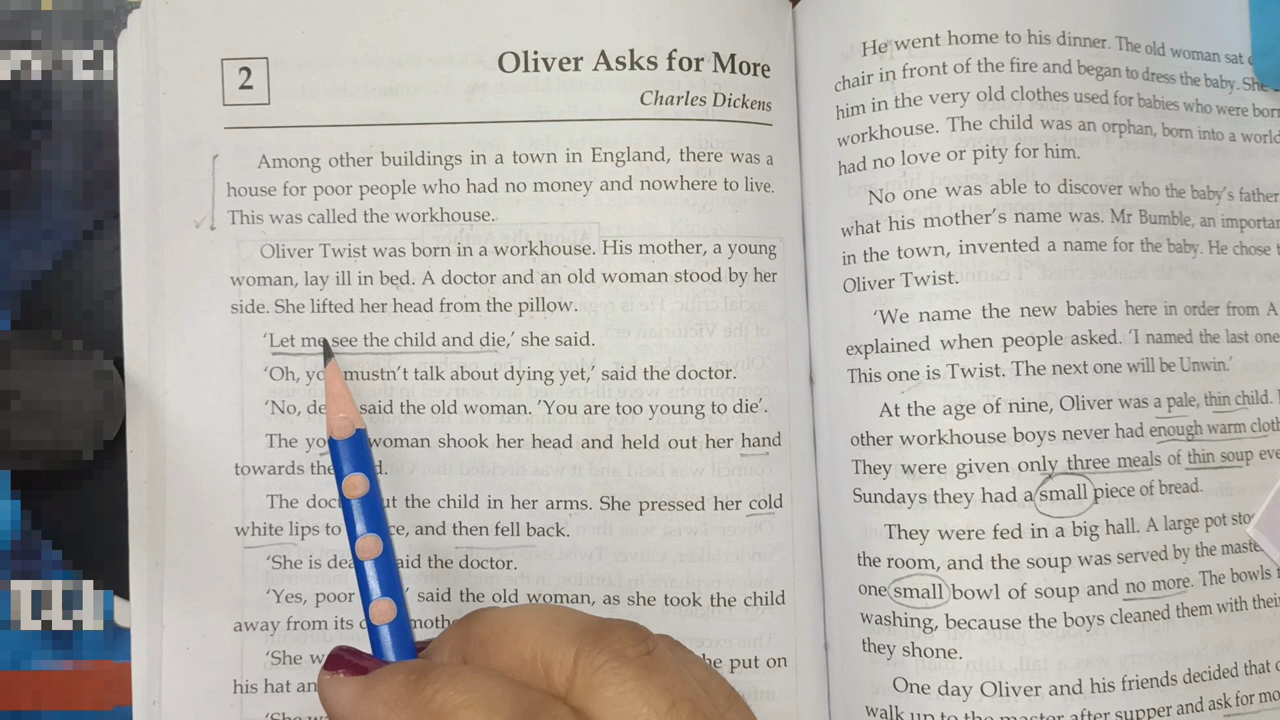 2
Oliver Asks for More
Charles Dickens
Among other buildings in a town in England, there was a
house for poor people who had no money and nowhere to live.
This was called the workhouse.
Oliver Twist was born in a workhouse. His mother, a young
woman, lay ill in bed. A doctor and an old woman stood by her
side. She lifted her head from the pillow.
'Let me see the child and die,' she said.
'Oh, mustn't talk about dying yet,' said the doctor.
'No, said the old woman. 'You are too young to die'.
The woman shook her head and held out her hand
towards
The the child in her arms. She pressed her cold
white lips to and then fell back.
'She is said the doctor.
'Yes, poor said the old woman, as she took the child
away from its
'She put on
his hat
He went home to his dinner. The old woman sat
chair in front of the fire and began to dress the baby. She
him in the very old clothes used for babies who were born
workhouse. The child was an orphan, born into a world
had no love or pity for him.
No one was able to discover who the baby's father
what his mother's name was. Mr Bumble, an
in the town, invented a name for the baby. He chose
Oliver Twist.
'We name the new babies here in order from A
explained when people asked. 'I named the last one
This one is Twist. The next one will be Unwin.'
At the age of nine, Oliver was a pale, thin child.
other workhouse boys never had enough warm
They were given only three meals of thin soup
Sundays they had a small piece of bread.
They were fed in a big hall. A large pot
the room, and the soup was served by the
one small bowl of soup and no more. The bowls
washing, because the boys cleaned them with their
they shone.
One day Oliver and his friends decided that
walk up to the master after supper and ask for